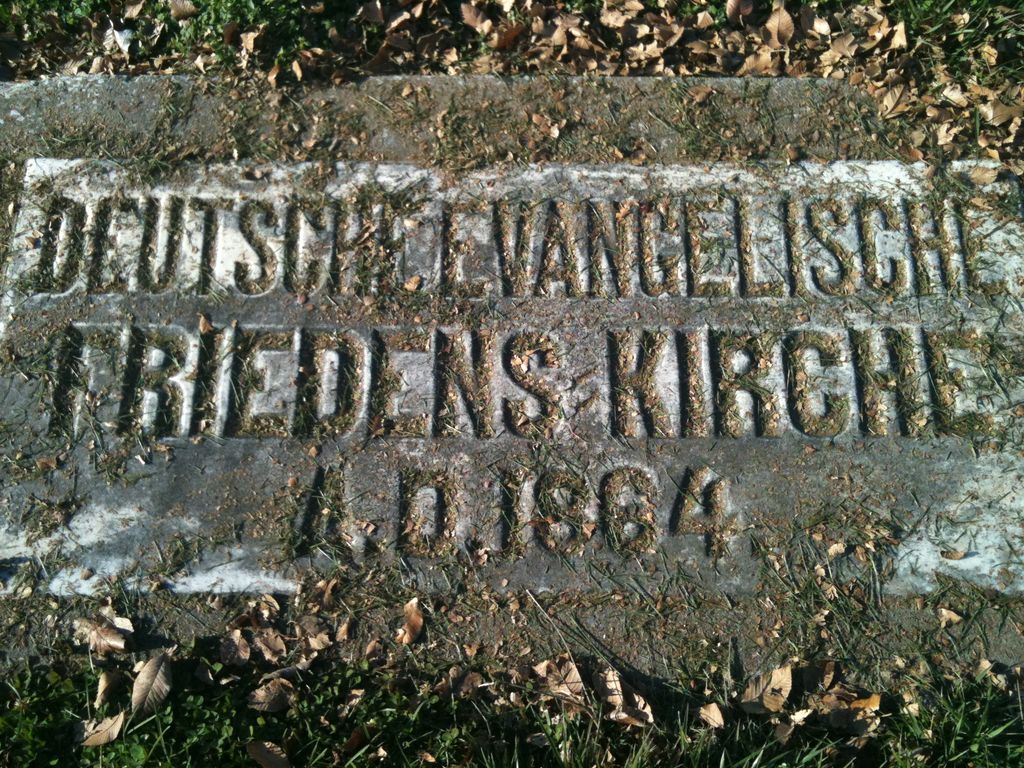 DEUTSCHE EVANGELISCHE
FRIEDENS KIRCHE
A.D. 1864